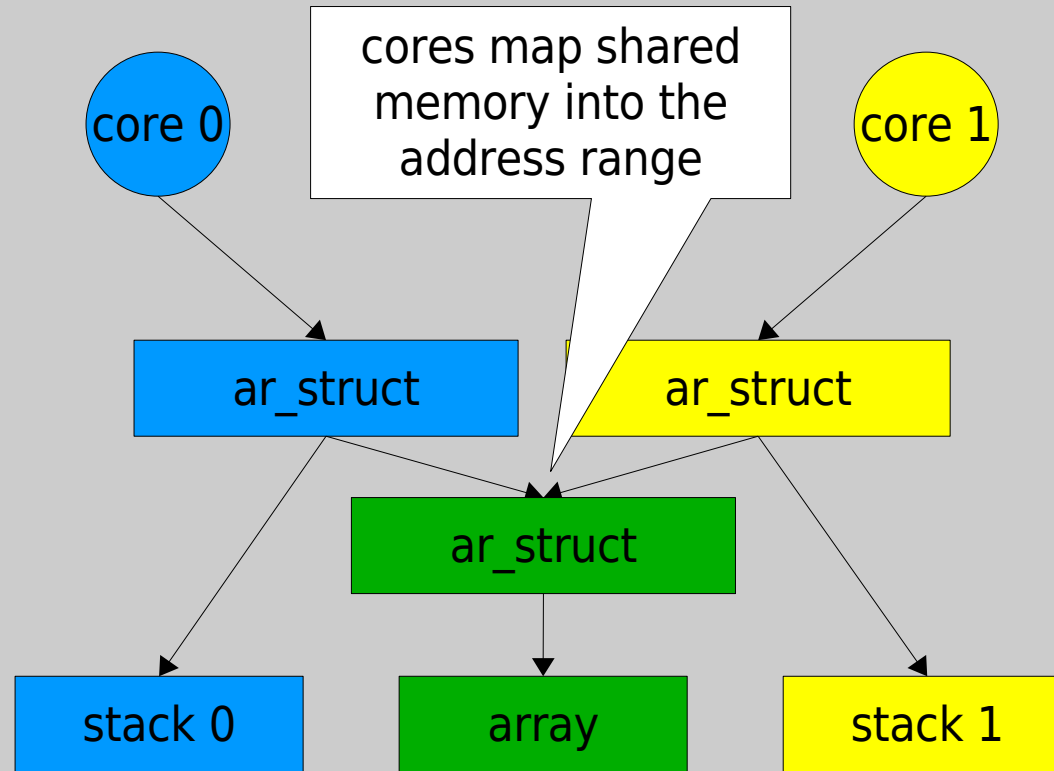 cores map shared
memory into the
address range
core 0
core 1
ar_struct
ar_struct
ar_struct
stack 0
array
stack 1